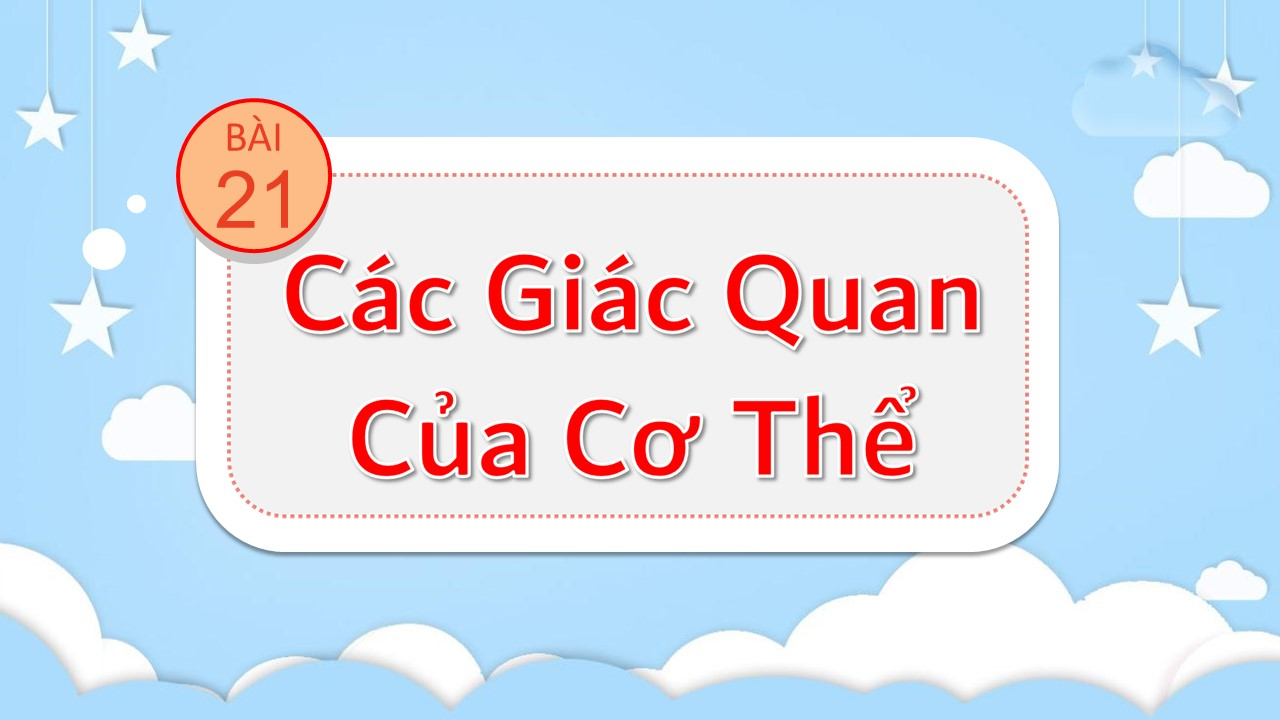 BÀI
21
Các Giác Quan
Của Cơ Thể